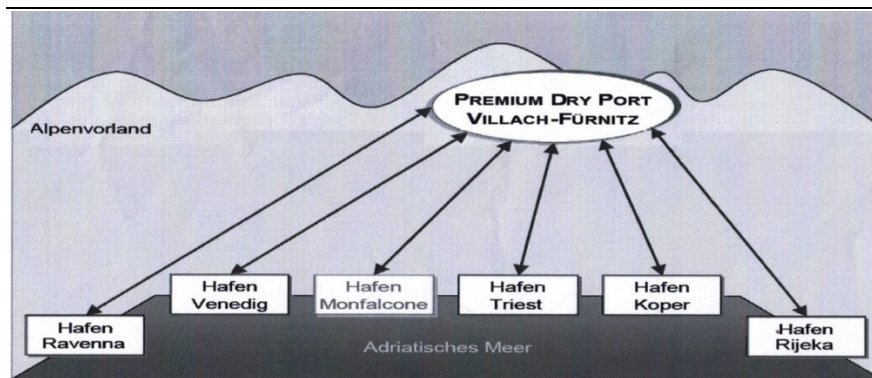 PREMIUM DRY PORT
VILLACH-FÜRNITZ
Alpenvorland
Hafen
Venedig
Hafen
Monfalcone
Hafen
Triest
Hafen
Koper
Hafen
Ravenna
Hafen
Rijeka
Adriatisches Meer